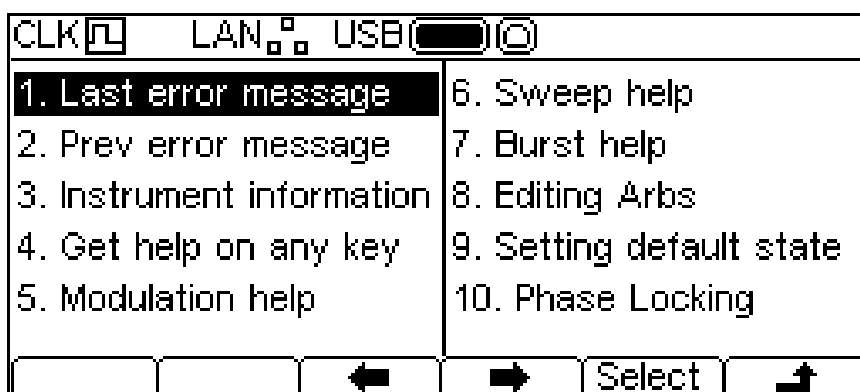 CLK LAN USB
1. Last error message
2. Prev error message
3. Instrument information
4. Get help on any key
5. Modulation help
6. Sweep help
7. Burst help
8. Editing Arbs
9. Setting default state
10. Phase Locking
Select